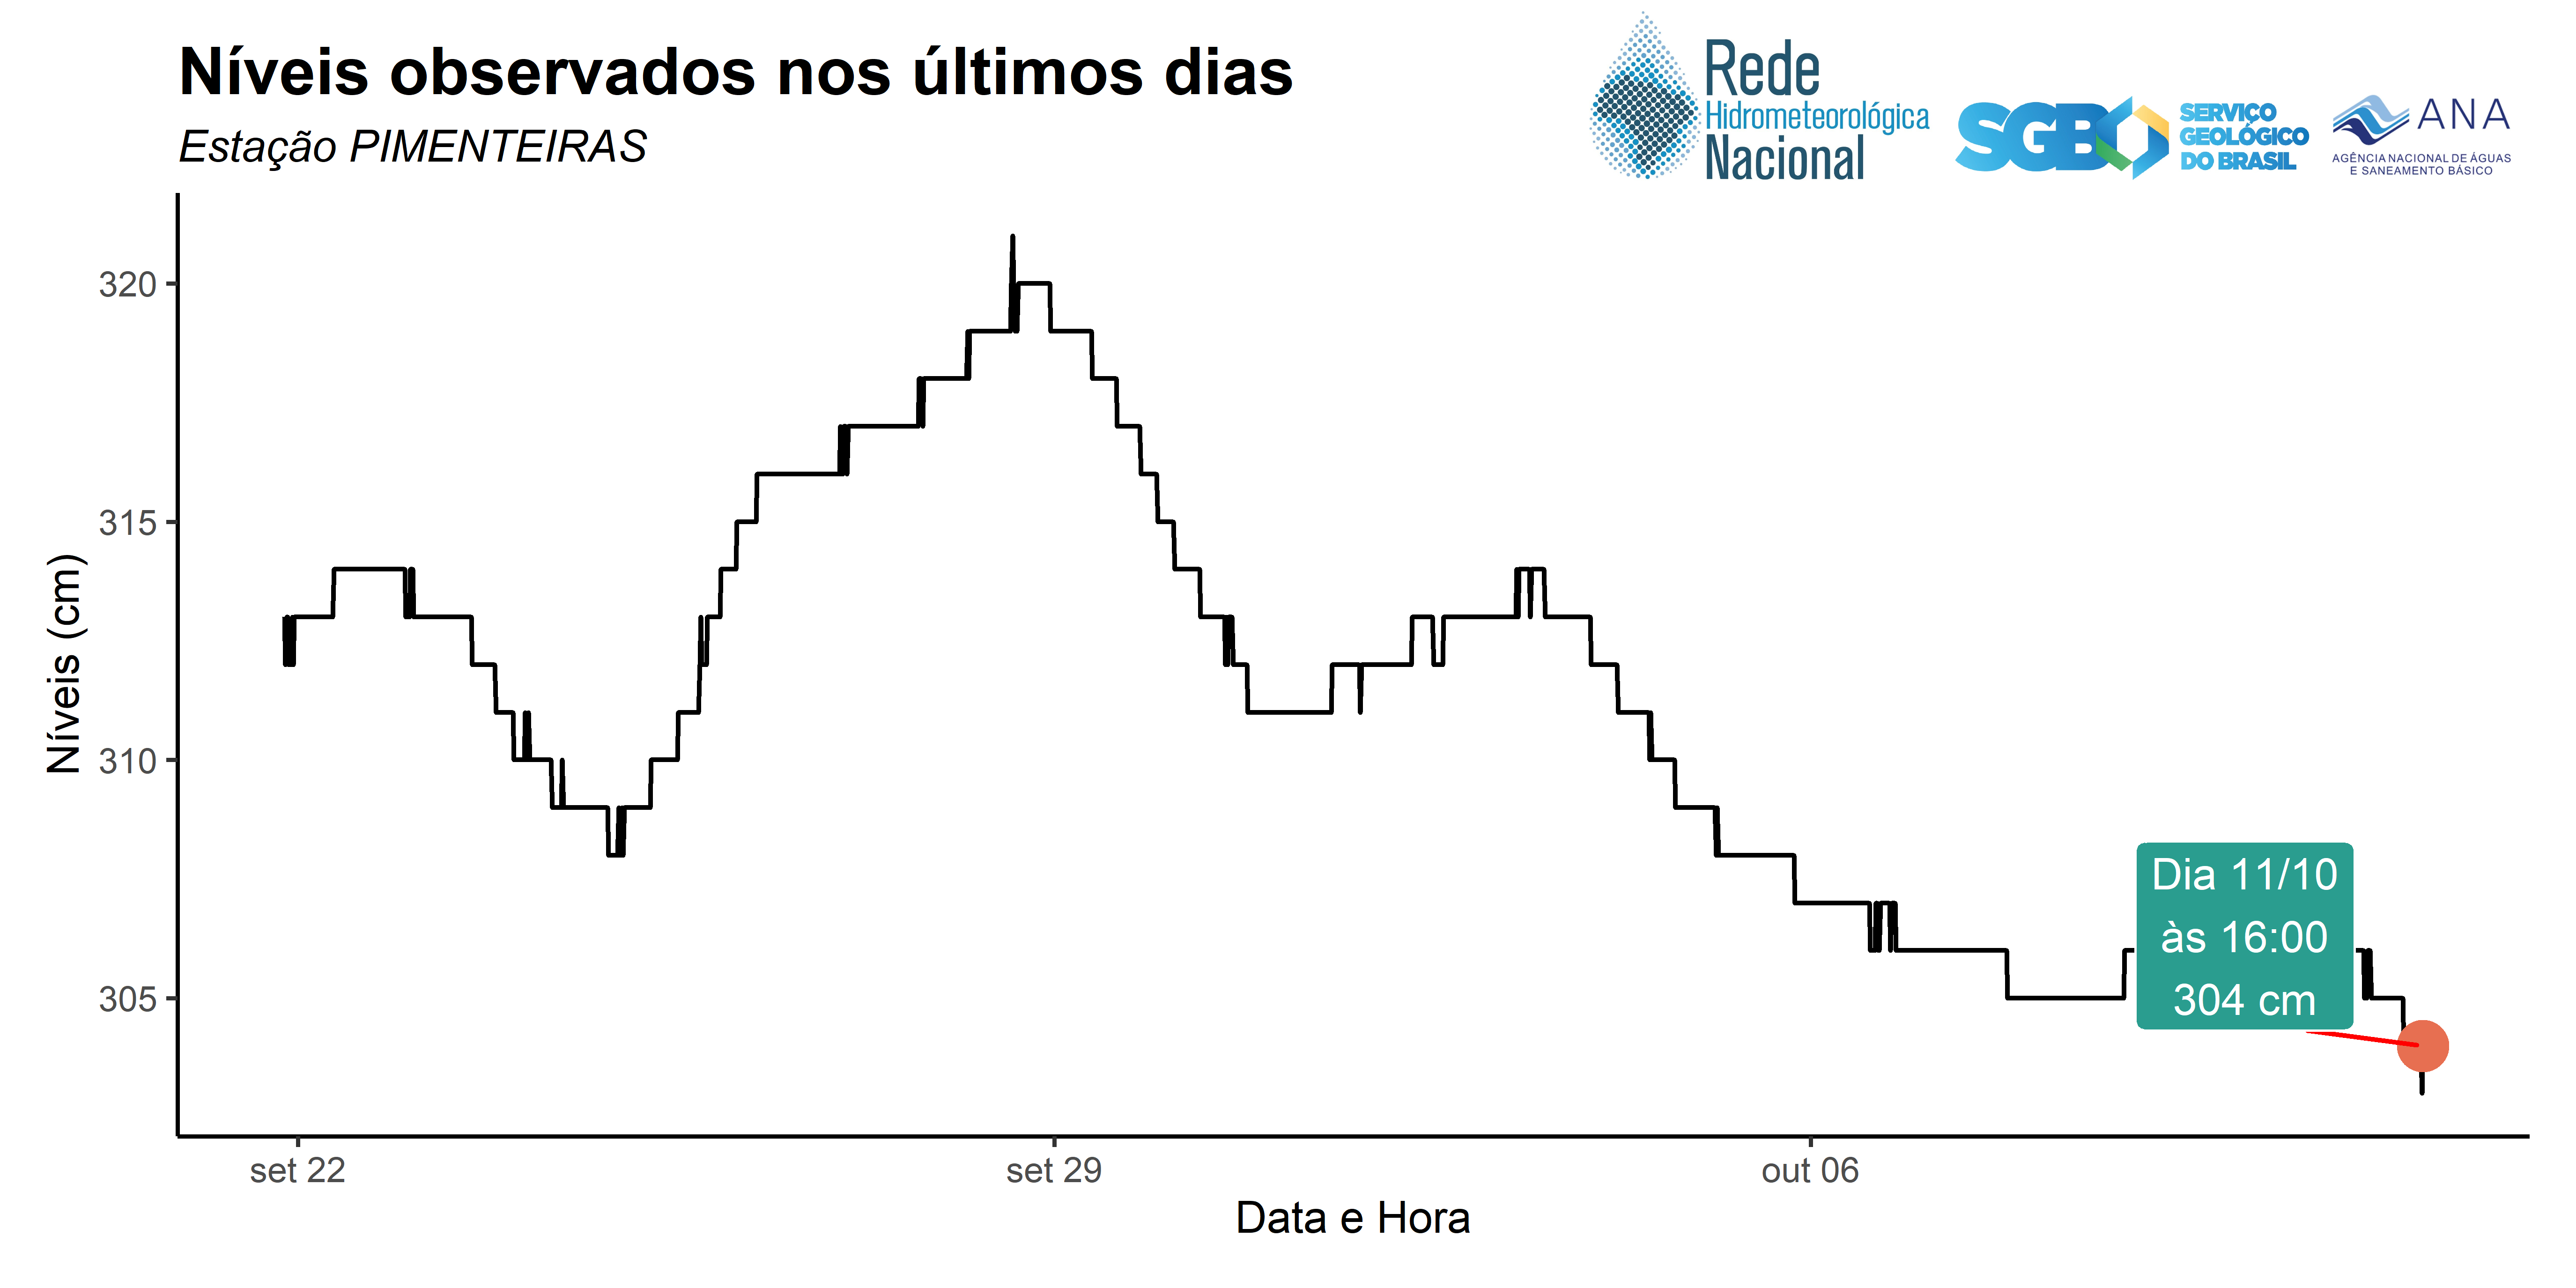 Níveis observados nos últimos dias
Estação PIMENTEIRAS
Rede
Hidrometeorológica
Nacional
SGB
SERVIÇO
GEOLÓGICO
DO BRASIL
ANA
AGÊNCIA NACIONAL DE ÁGUAS
E SANEAMENTO BÁSICO
Níveis (cm)
320
315
310
305
Dia 11/10
às 16:00
304 cm
set 22
set 29
out 06
Data e Hora